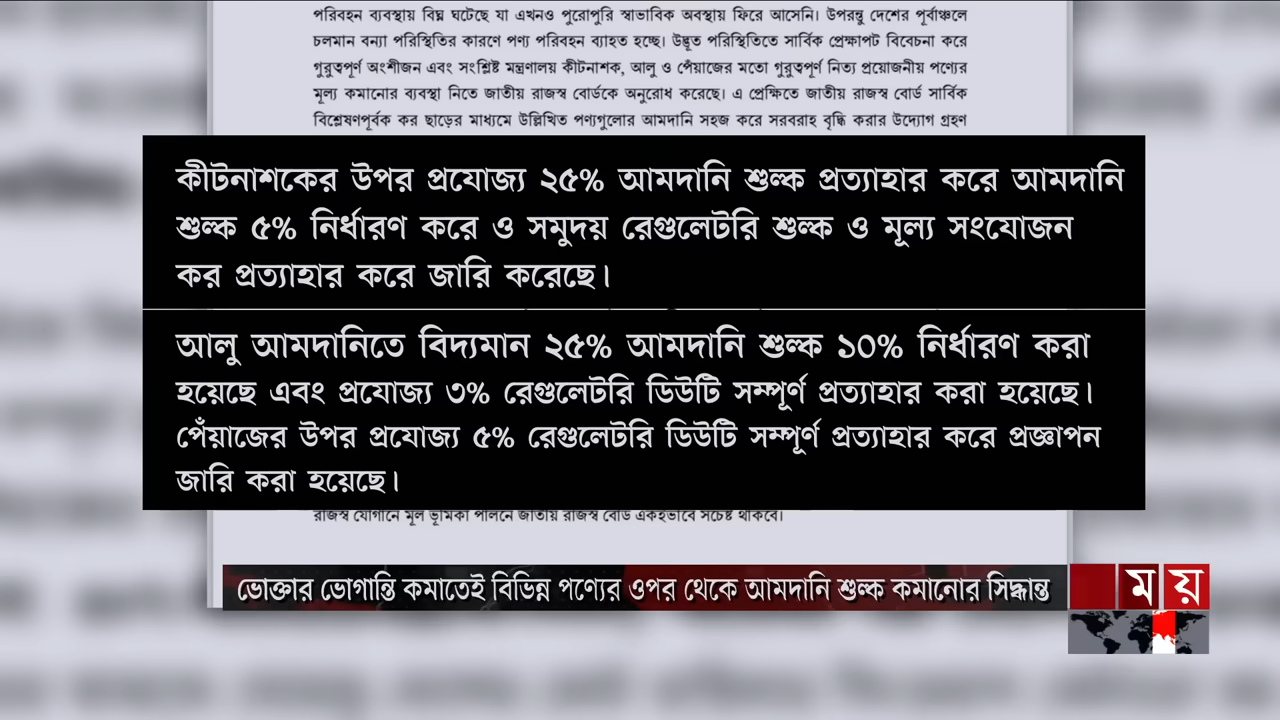 পরিবহন ব্যবস্থায় বিঘ্ন ঘটেছে যা এখনও পুরোপুরি স্বাভাবিক অবস্থায় ফিরে আসেনি। উপরন্তু দেশের পূর্বাঞ্চলে
চলমান বন্যা পরিস্থিতির কারণে পণ্য পরিবহন ব্যাহত হচ্ছে। উদ্ভূত পরিস্থিতিতে সার্বিক প্রেক্ষাপট বিবেচনা করে
গুরুত্বপূর্ণ অংশীজন এবং সংশ্লিষ্ট মন্ত্রণালয় কীটনাশক, আলু ও পেঁয়াজের মতো গুরুত্বপূর্ণ নিত্য প্রয়োজনীয় পণ্যের
মূল্য কমানোর ব্যবস্থা নিতে জাতীয় রাজস্ব বোর্ডকে অনুরোধ করেছে। এ প্রেক্ষিতে জাতীয় রাজস্ব বোর্ড সার্বিক
বিশ্লেষণপূর্বক কর ছাড়ের মাধ্যমে উল্লিখিত পণ্যগুলোর আমদানি সহজ করে সরবরাহ বৃদ্ধি করার উদ্যোগ গ্রহণ
কীটনাশকের উপর প্রযোজ্য ২৫% আমদানি শুল্ক প্রত্যাহার করে আমদানি
শুল্ক ৫% নির্ধারণ করে ও সমুদয় রেগুলেটরি শুল্ক ও মূল্য সংযোজন
কর প্রত্যাহার করে জারি করেছে।
আলু আমদানিতে বিদ্যমান ২৫% আমদানি শুল্ক ১০% নির্ধারণ করা
হয়েছে এবং প্রযোজ্য ৩% রেগুলেটরি ডিউটি সম্পূর্ণ প্রত্যাহার করা হয়েছে।
পেঁয়াজের উপর প্রযোজ্য ৫% রেগুলেটরি ডিউটি সম্পূর্ণ প্রত্যাহার করে প্রজ্ঞাপন
জারি করা হয়েছে।
রাজস্ব যোগানে মূল ভূমিকা পালনে জাতীয় রাজস্ব বোর্ড একইভাবে সচেষ্ট থাকবে।
ভোক্তার ভোগান্তি কমাতেই বিভিন্ন পণ্যের ওপর থেকে আমদানি শুল্ক কমানোর সিদ্ধান্ত
ময়